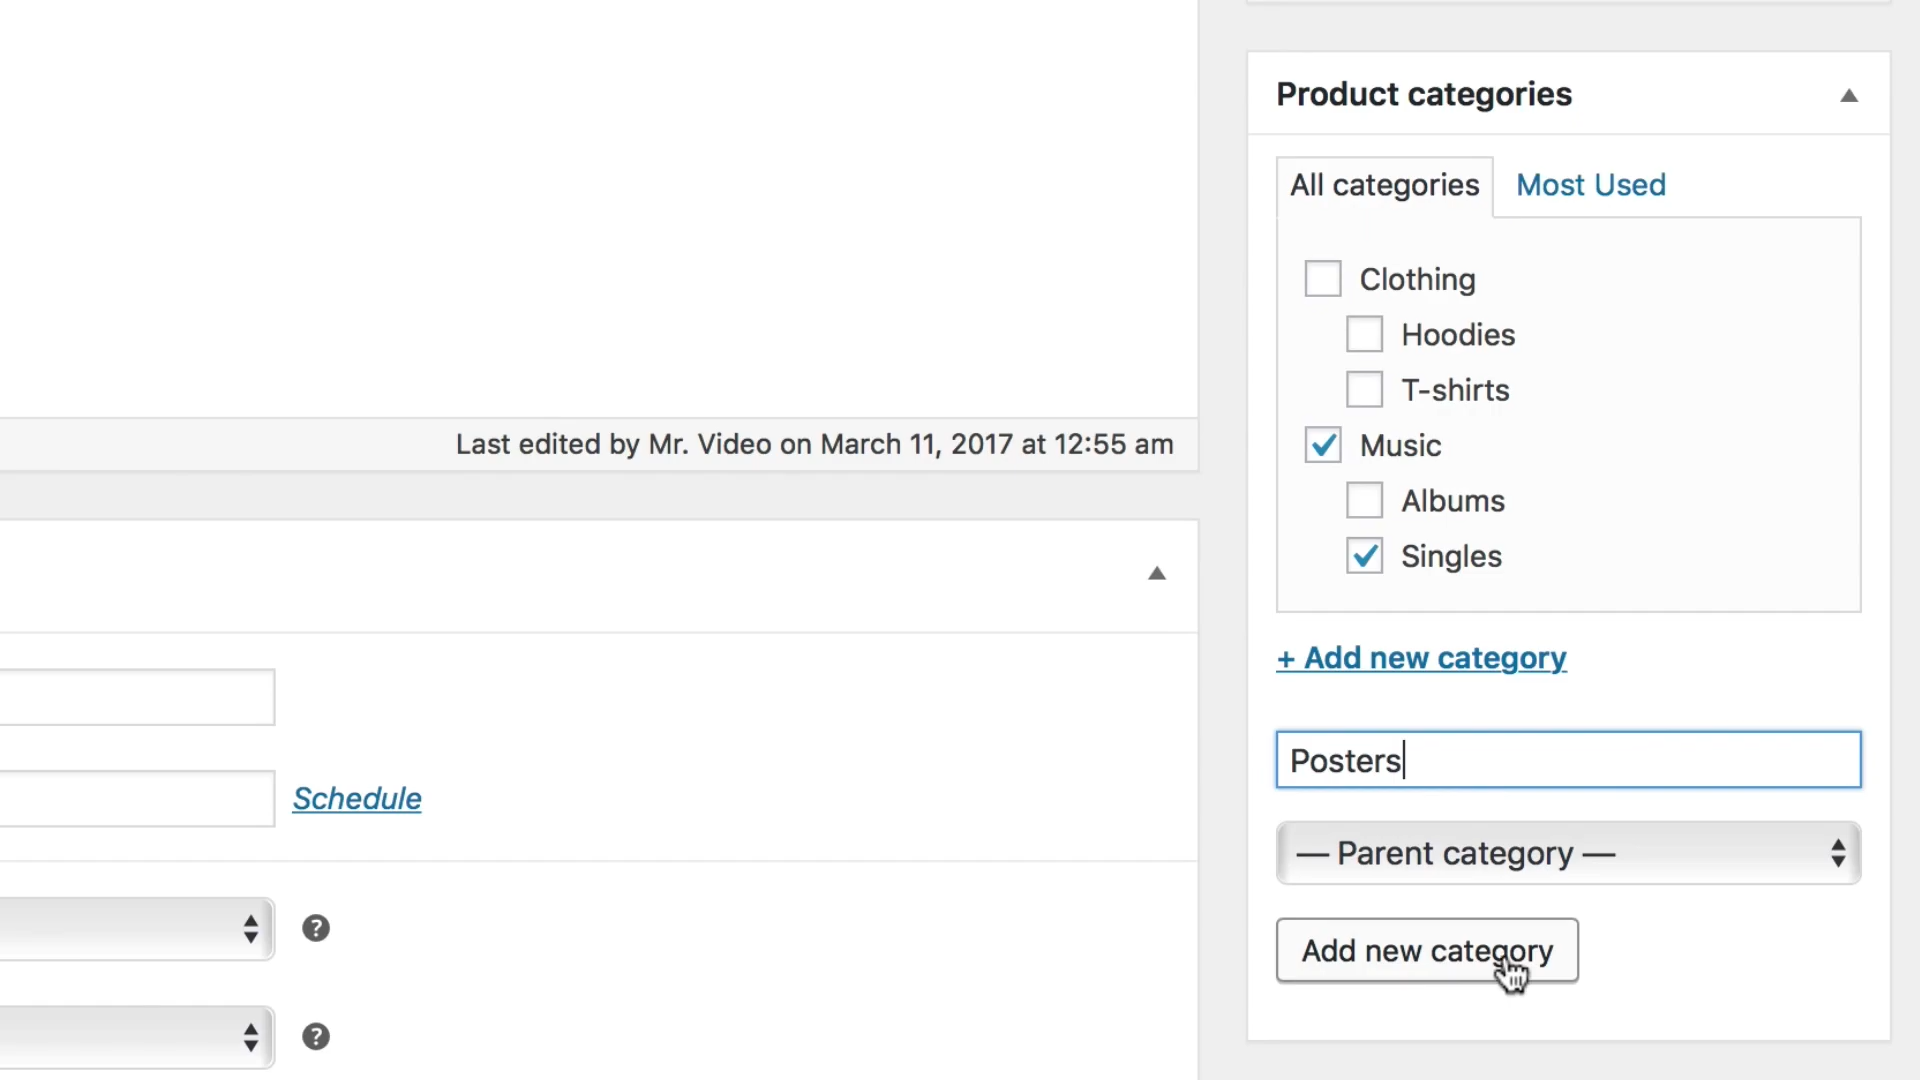 Product categories
All categories
Most Used
Clothing
Hoodies
T-shirts
Music
Albums
Singles
+ Add new category
Posters
— Parent category —
Add new category
Last edited by Mr. Video on March 11, 2017 at 12:55 am
Schedule
?
?